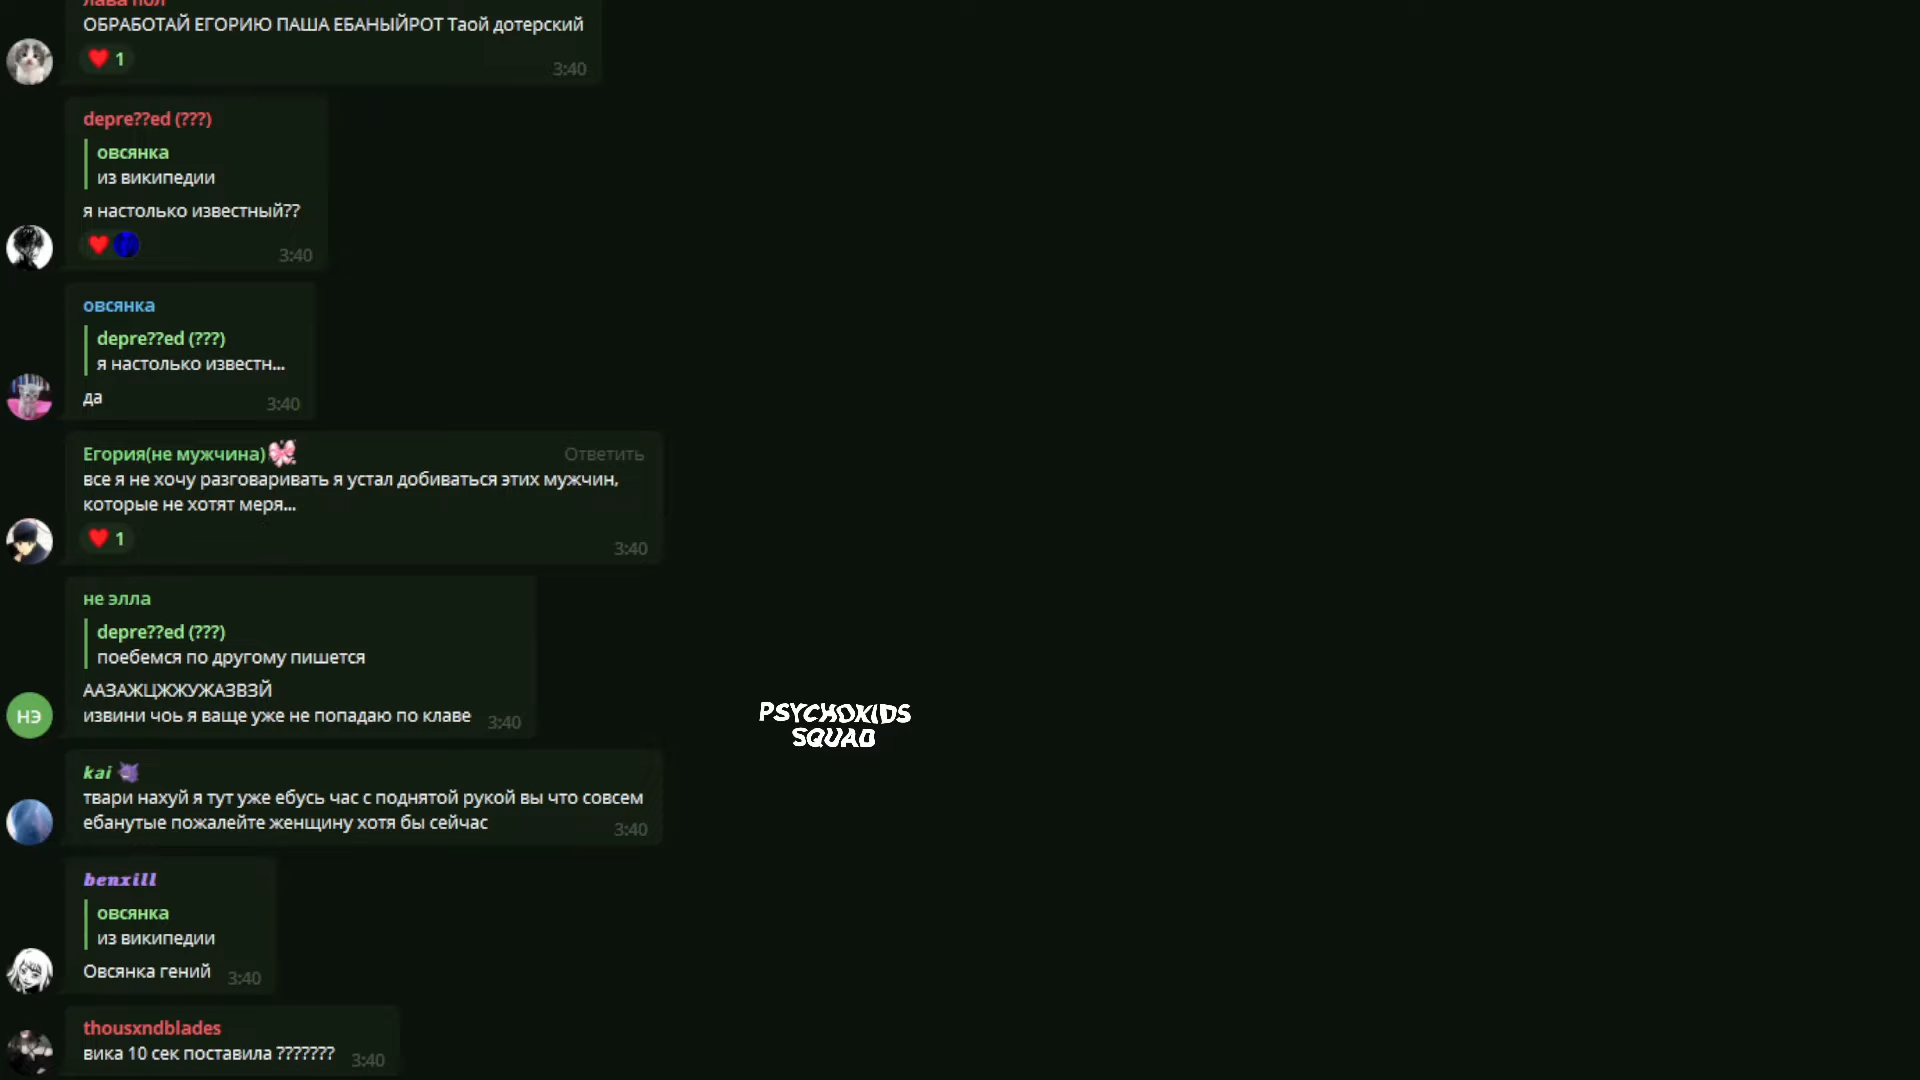 лава пол
ОБРАБОТАЙ ЕГОРИЮ ПАША ЕБАНЫЙРОТ Таой дотерский
1
3:40
depre??ed (???)
овсянка
из википедии
я настолько известный??
3:40
овсянка
depre??ed (???)
я настолько известн...
да
3:40
Егория(не мужчина)
Ответить
все я не хочу разговаривать я устал добиваться этих мужчин,
которые не хотят меря...
1
3:40
не элла
depre??ed (???)
поебемся по другому пишется
ААЗАЖЦЖЖУЖАЗВЗЙ
извини чоь я ваще уже не попадаю по клаве
3:40
НЭ
PSYCHOKIDS
SQUAD
kai
твари нахуй я тут уже ебусь час с поднятой рукой вы что совсем
ебанутые пожалейте женщину хотя бы сейчас
3:40
benxill
овсянка
из википедии
Овсянка гений
3:40
thousxndblades
вика 10 сек поставила ???????
3:40